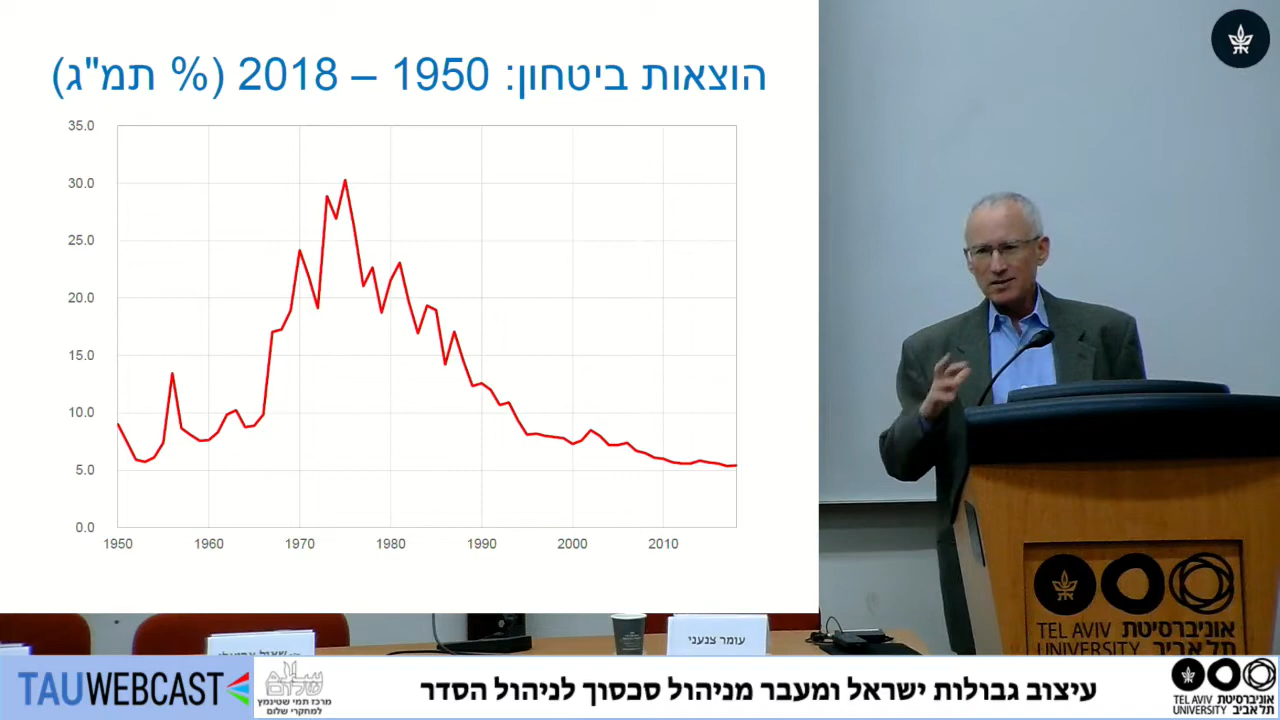 הוצאות ביטחון: 1950 – 2018 (% תמ"ג)
35.0
30.0
25.0
20.0
15.0
10.0
5.0
0.0
1950 1960 1970 1980 1990 2000 2010
עומר צנעני
TEL AVIV אוניברסיטת
UNIVERSITY תל אביב
TAUWEBCAST
שלום
מרכז תמי שטינמץ
למחקרי שלום
עיצוב גבולות ישראל ומעבר מניהול סכסוך לניהול הסדר
TEL AVIV אוניברסיטת
UNIVERSITY תל אביב